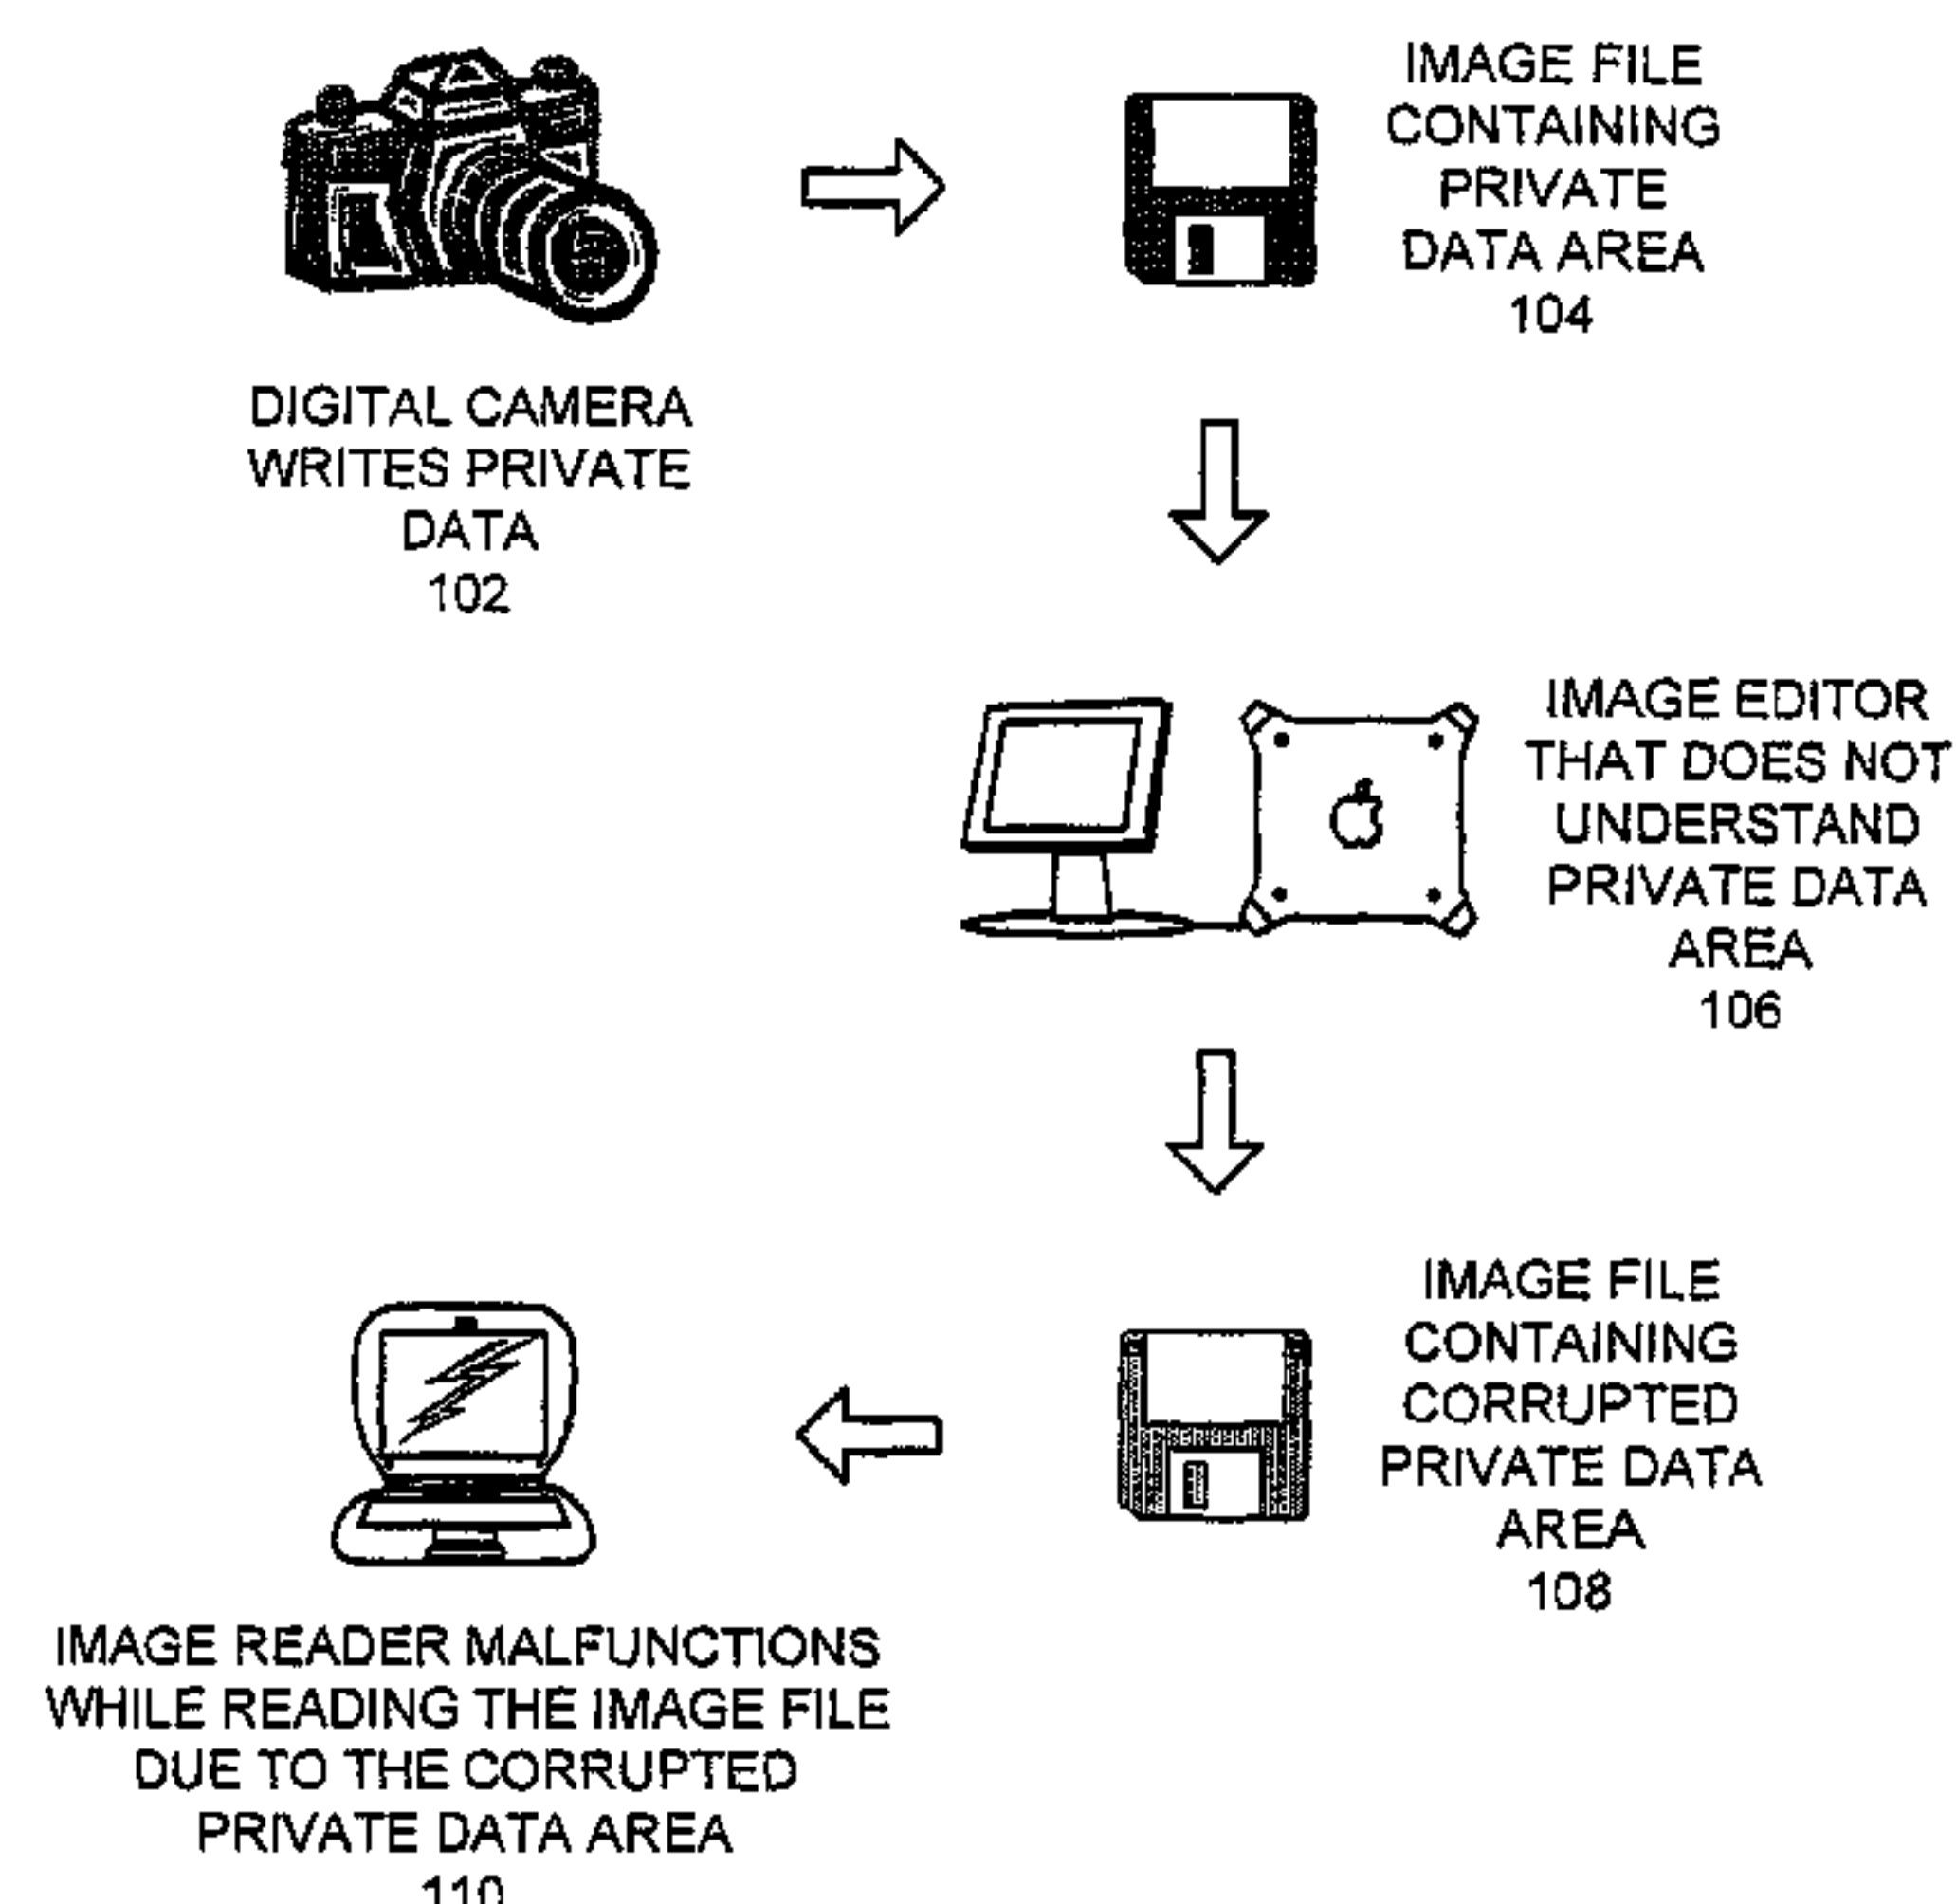 DIGITAL CAMERA
WRITES PRIVATE
DATA
102
IMAGE FILE
CONTAINING
PRIVATE
DATA AREA
104
IMAGE EDITOR
THAT DOES NOT
UNDERSTAND
PRIVATE DATA
AREA
106
IMAGE FILE
CONTAINING
CORRUPTED
PRIVATE DATA
AREA
108
IMAGE READER MALFUNCTIONS
WHILE READING THE IMAGE FILE
DUE TO THE CORRUPTED
PRIVATE DATA AREA
110